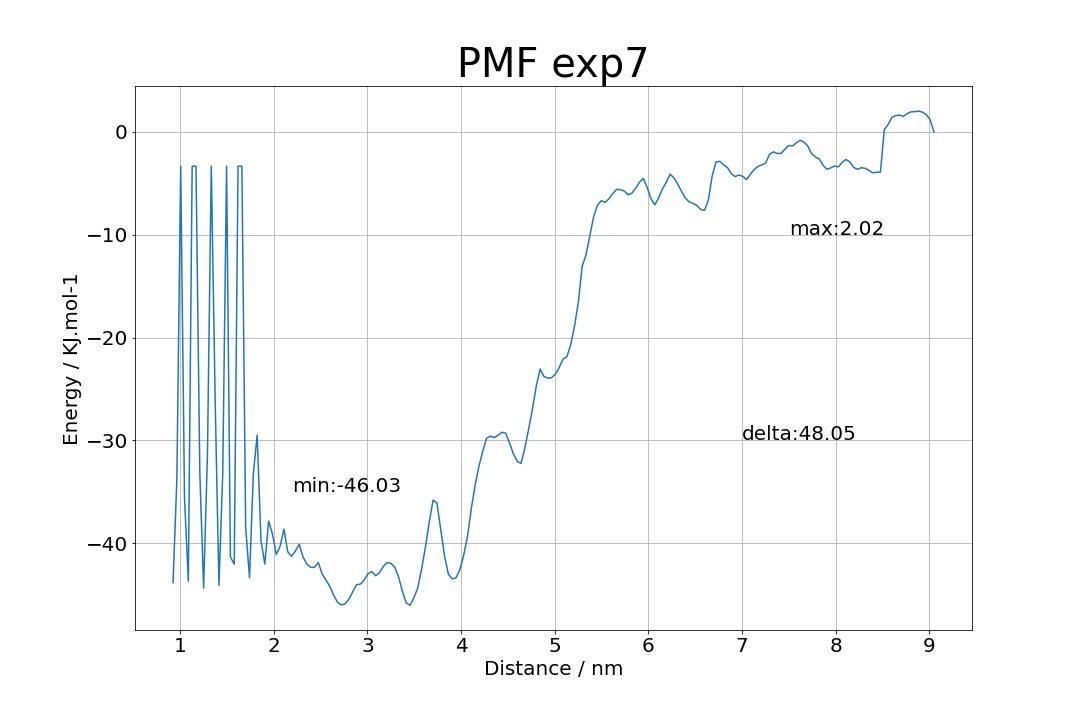 PMF exp7
Energy / KJ.mol-1
0
−10
−20
−30
−40
max:2.02
delta:48.05
min:-46.03
1 2 3 4 5 6 7 8 9
Distance / nm